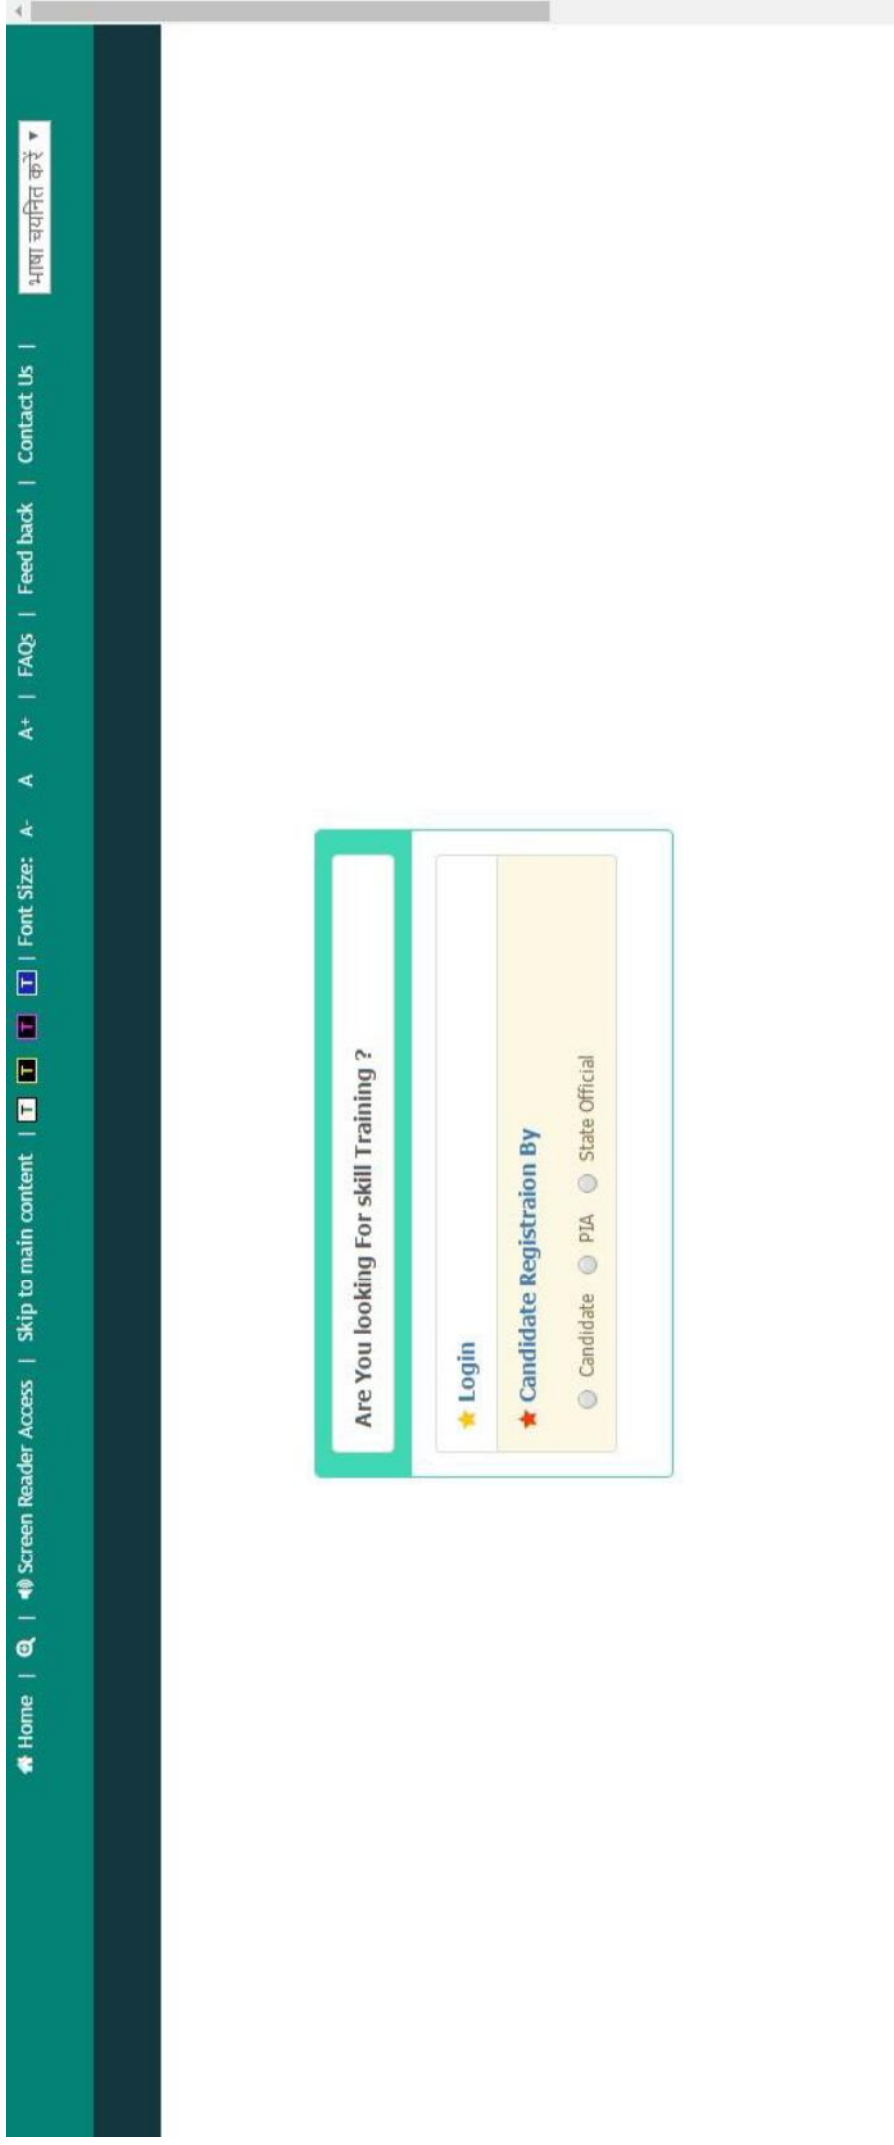 Home | | Screen Reader Access | Skip to main content | T T T T | Font Size: A- A A+ | FAQs | Feed back | Contact Us | भाषा चयनित करें
Are You looking For skill Training ?
Login
Candidate Registraion By
Candidate PIA State Official